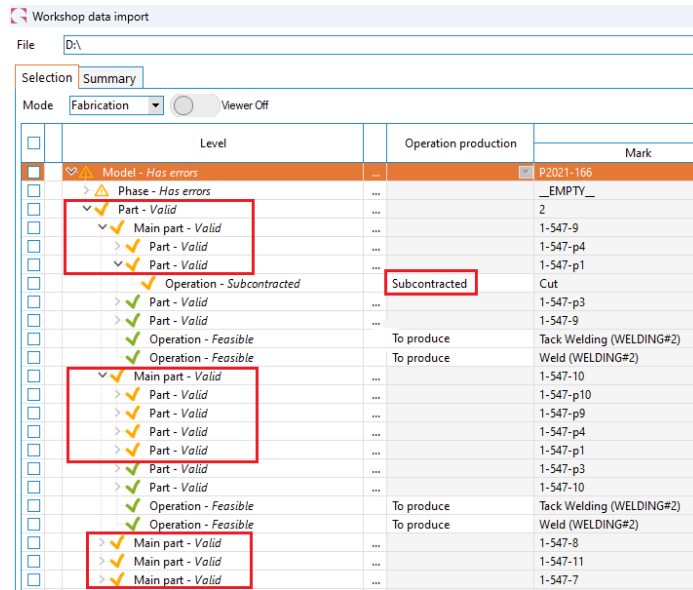 Workshop data import
File D:\
Selection Summary
Mode Fabrication Viewer Off
Level Operation production Mark
Model - Has errors ... P2021-166
Phase - Has errors ... __EMPTY__
Part - Valid ... 2
Main part - Valid ... 1-547-9
Part - Valid ... 1-547-p4
Part - Valid ... 1-547-p1
Operation - Subcontracted Subcontracted Cut
Part - Valid ... 1-547-p3
Part - Valid ... 1-547-9
Operation - Feasible To produce Tack Welding (WELDING#2)
Operation - Feasible To produce Weld (WELDING#2)
Main part - Valid ... 1-547-10
Part - Valid ... 1-547-p10
Part - Valid ... 1-547-p9
Part - Valid ... 1-547-p4
Part - Valid ... 1-547-p1
Part - Valid ... 1-547-p3
Part - Valid ... 1-547-10
Operation - Feasible To produce Tack Welding (WELDING#2)
Operation - Feasible To produce Weld (WELDING#2)
Main part - Valid ... 1-547-8
Main part - Valid ... 1-547-11
Main part - Valid ... 1-547-7